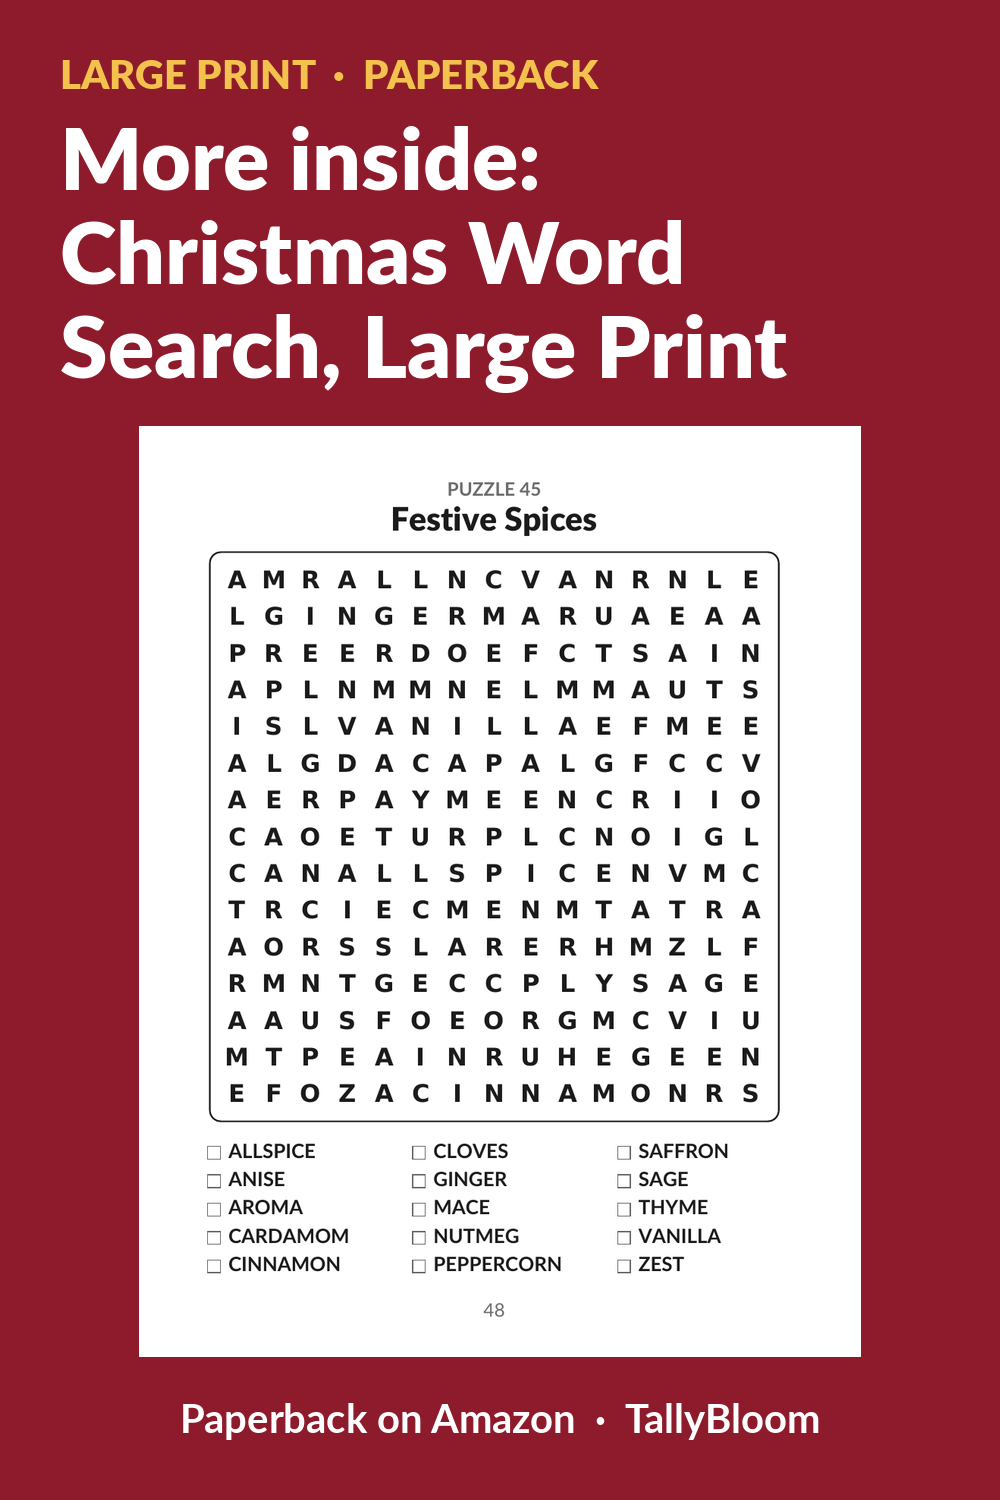 LARGE PRINT · PAPERBACK
More inside:
Christmas Word
Search, Large Print
PUZZLE 45
Festive Spices
A M R A L L N C V A N R N L E
L G I N G E R M A R U A E A A
P R E E R D O E F C T S A I N
A P L N M M N E L M M A U T S
I S L V A N I L L A E F M E E
A L G D A C A P A L G F C C V
A E R P A Y M E E N C R I I O
C A O E T U R P L C N O I G L
C A N A L L S P I C E N V M C
T R C I E C M E N M T A T R A
A O R S S L A R E R H M Z L F
R M N T G E C C P L Y S A G E
A A U S F O E O R G M C V I U
M T P E A I N R U H E G E E N
E F O Z A C I N N A M O N R S
ALLSPICE CLOVES SAFFRON
ANISE GINGER SAGE
AROMA MACE THYME
CARDAMOM NUTMEG VANILLA
CINNAMON PEPPERCORN ZEST
48
Paperback on Amazon · TallyBloom